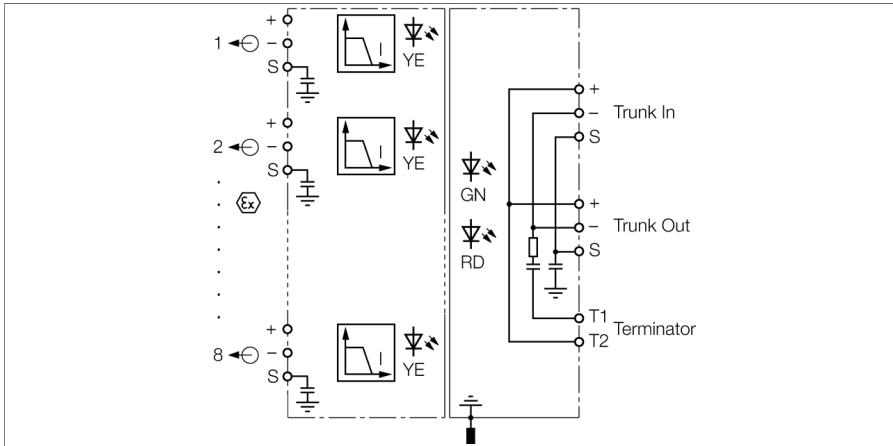 +
1 −
S
I
YE
+
2 −
S
I
YE
Ex
+
8 −
S
I
YE
GN
RD
+
− Trunk In
S
+
− Trunk Out
S
T1
Terminator
T2